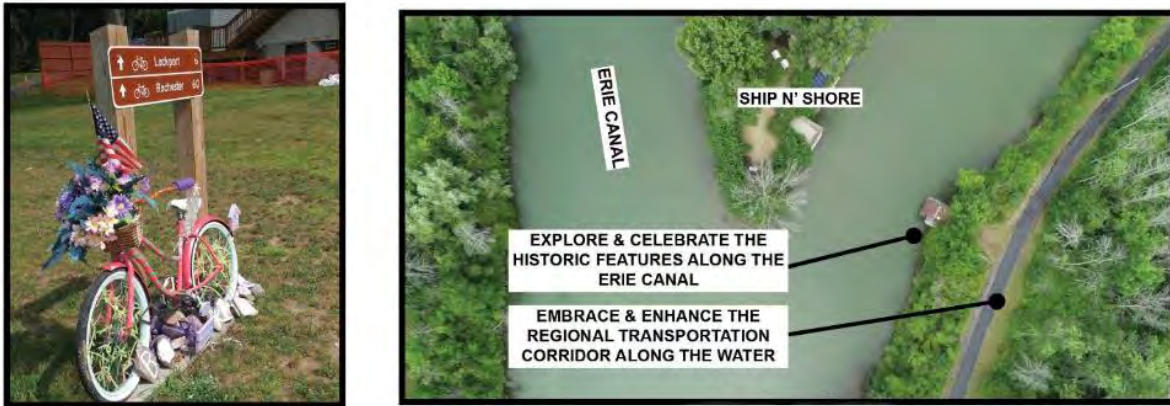 Lockport 6
Rochester 60
ERIE CANAL
SHIP N' SHORE
EXPLORE & CELEBRATE THE
HISTORIC FEATURES ALONG THE
ERIE CANAL
EMBRACE & ENHANCE THE
REGIONAL TRANSPORTATION
CORRIDOR ALONG THE WATER